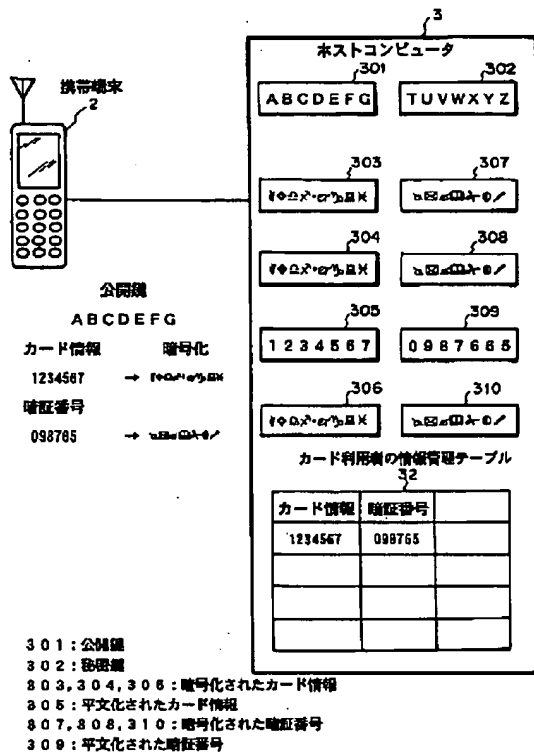 3
ホストコンピュータ
301
302
ABCDEFG
TUVWXYZ
携帯端末
2
303
307
304
308
公開鍵
ABCDEFG
305
309
1234567
0987665
カード情報 暗号化
1234567 →
暗証番号
098765 →
306
310
カード利用者の情報管理テーブル
32
カード情報 暗証番号
1234567 098765
301：公開鍵
302：秘密鍵
303，304，306：暗号化されたカード情報
305：平文化されたカード情報
307，308，310：暗号化された暗証番号
309：平文化された暗証番号